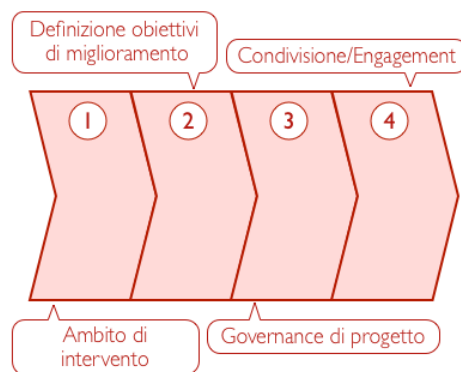 Definizione obiettivi
di miglioramento
Condivisione/Engagement
1
2
3
4
Ambito di
intervento
Governance di progetto